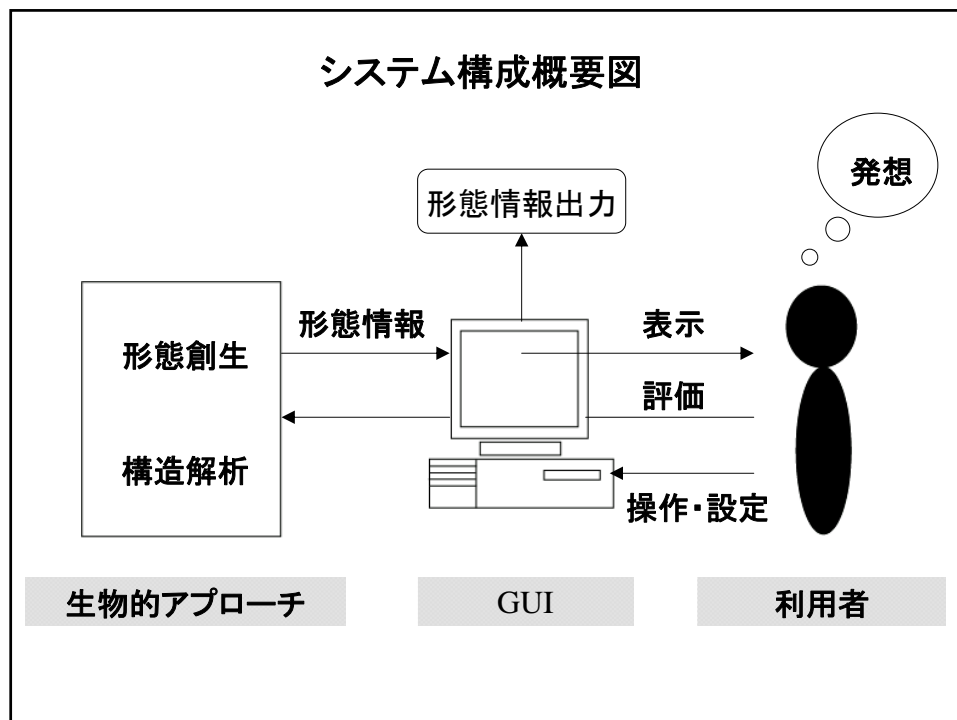 システム構成概要図
発想
形態情報出力
形態情報
表示
形態創生
評価
構造解析
操作・設定
生物的アプローチ
GUI
利用者